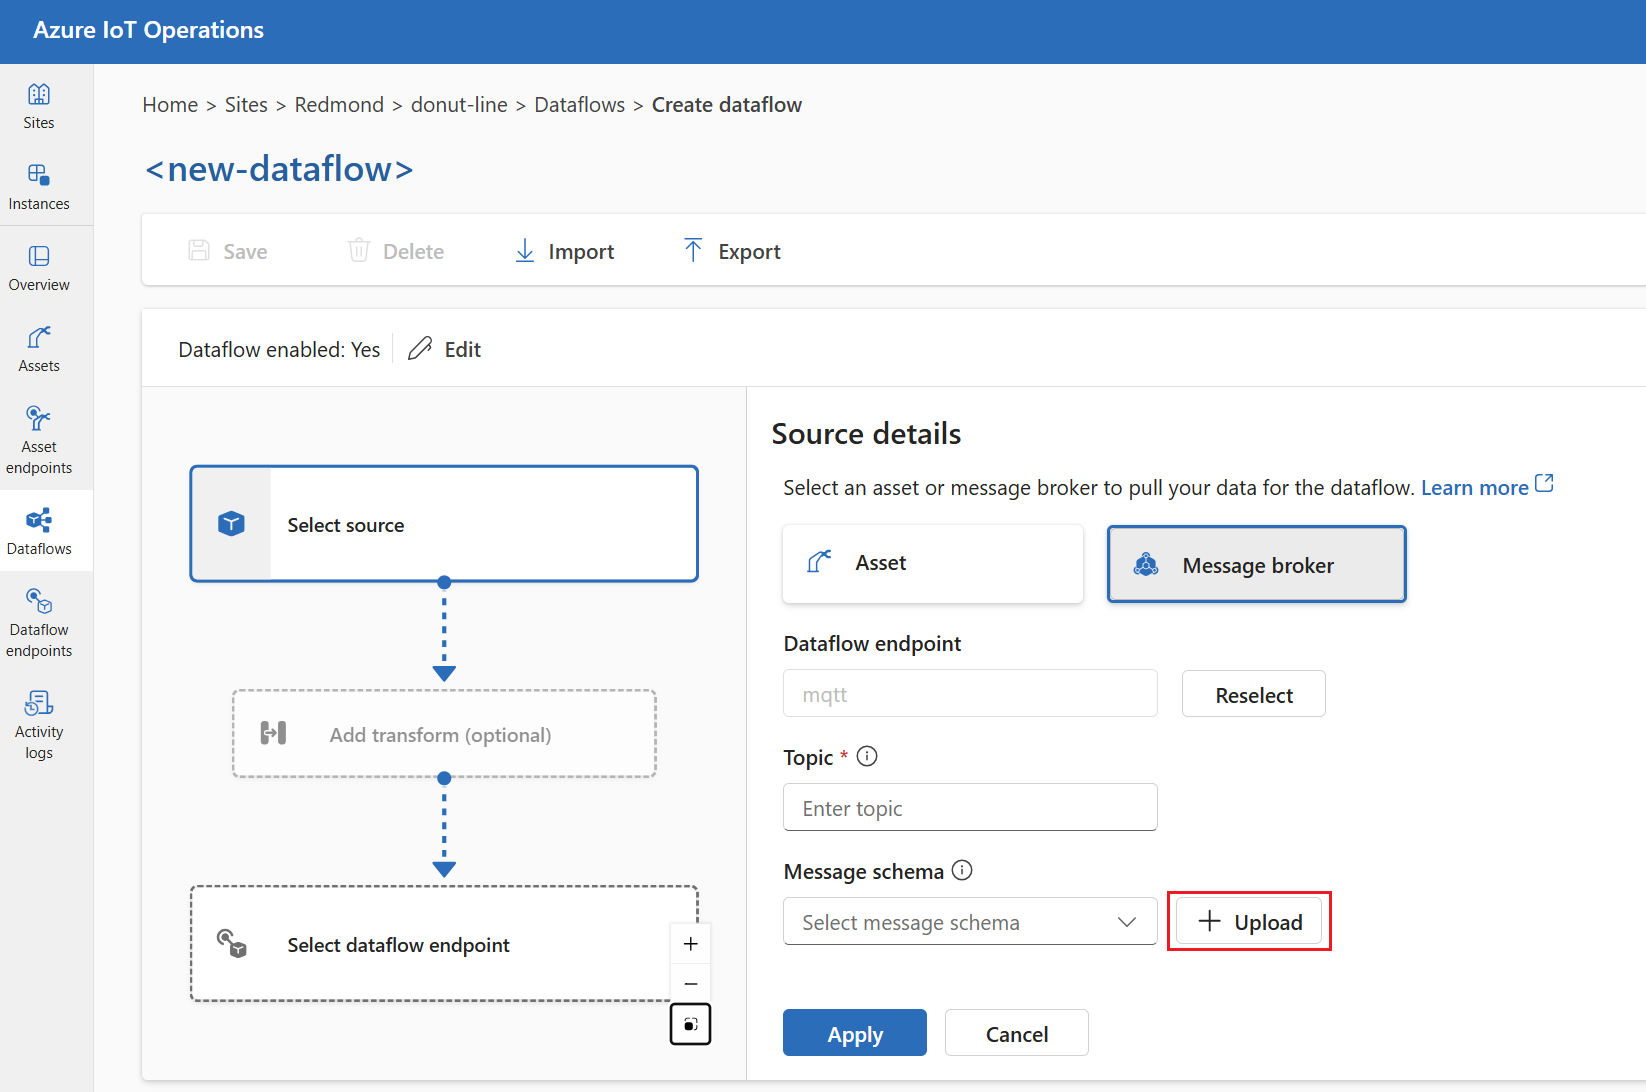 Azure IoT Operations
Sites
Instances
Overview
Assets
Asset
endpoints
Dataflows
Dataflow
endpoints
Activity
logs
Home > Sites > Redmond > donut-line > Dataflows > Create dataflow
<new-dataflow>
Save Delete Import Export
Dataflow enabled: Yes Edit
Select source
Add transform (optional)
Select dataflow endpoint
Source details
Select an asset or message broker to pull your data for the dataflow. Learn more
Asset Message broker
Dataflow endpoint
mqtt Reselect
Topic *
Enter topic
Message schema
Select message schema + Upload
Apply Cancel